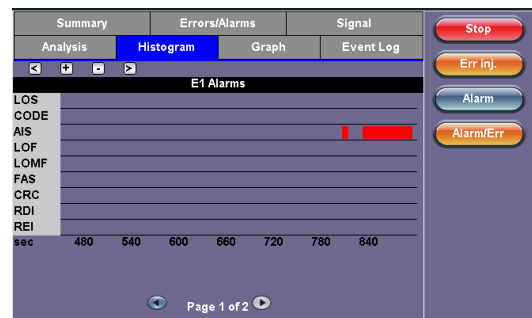 Summary Errors/Alarms Signal
Analysis Histogram Graph Event Log
< + - >
E1 Alarms
LOS
CODE
AIS
LOF
LOMF
FAS
CRC
RDI
REI
sec 480 540 600 660 720 780 840
Page 1 of 2
Stop
Err inj.
Alarm
Alarm/Err